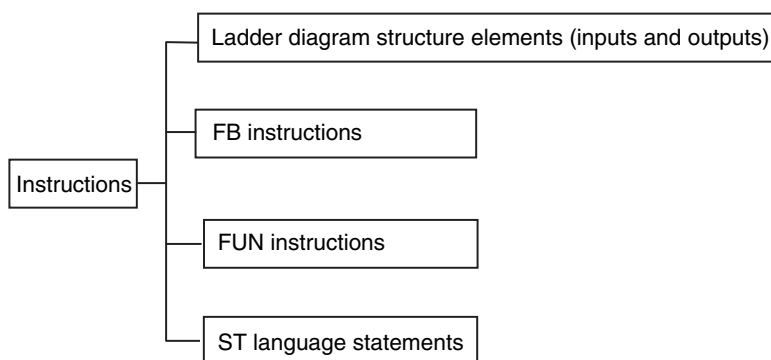 Ladder diagram structure elements (inputs and outputs)
FB instructions
Instructions
FUN instructions
ST language statements